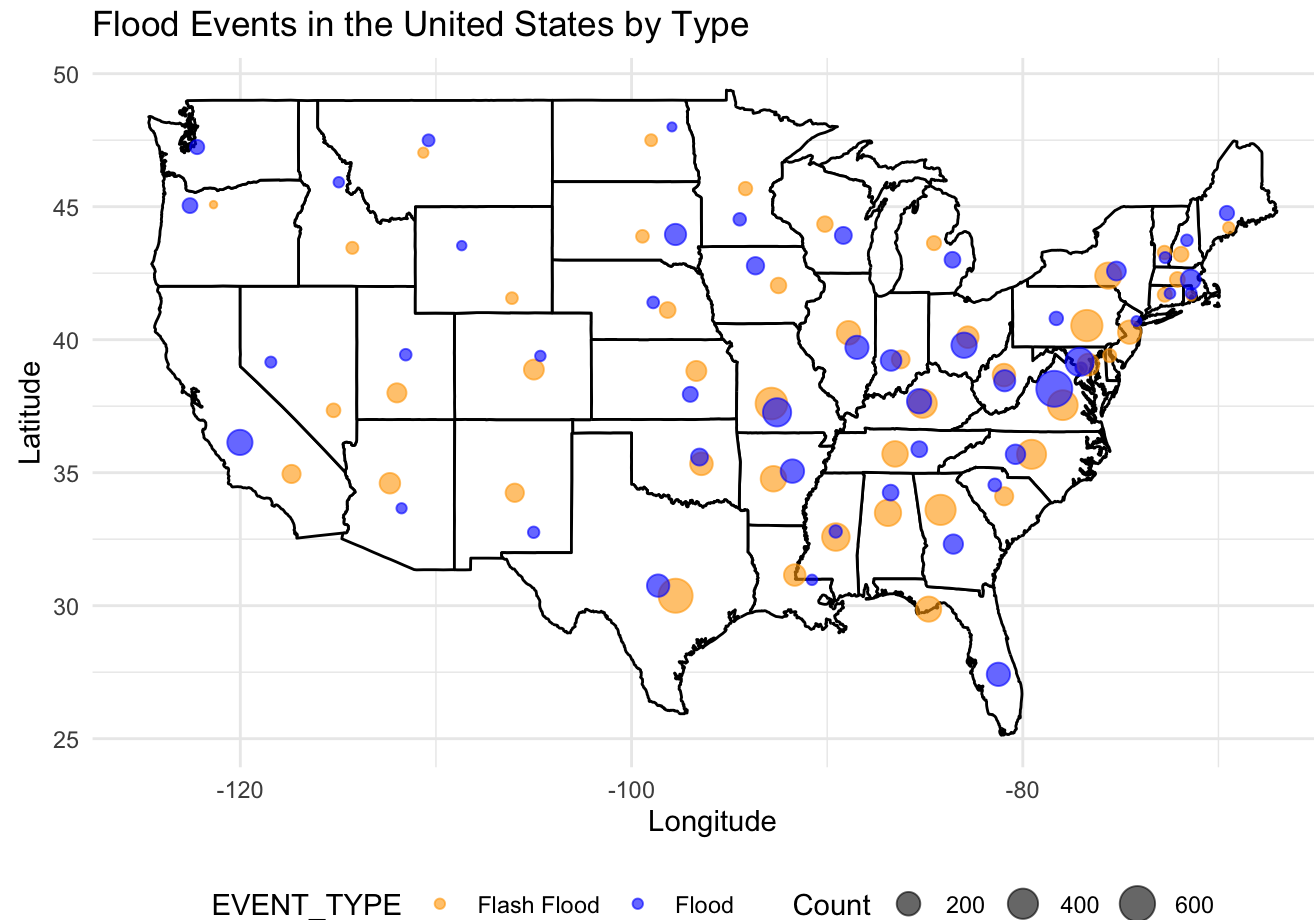 Flood Events in the United States by Type
50
45
40
35
30
25
Latitude
-120 -100 -80
Longitude
EVENT_TYPE Flash Flood Flood Count 200 400 600